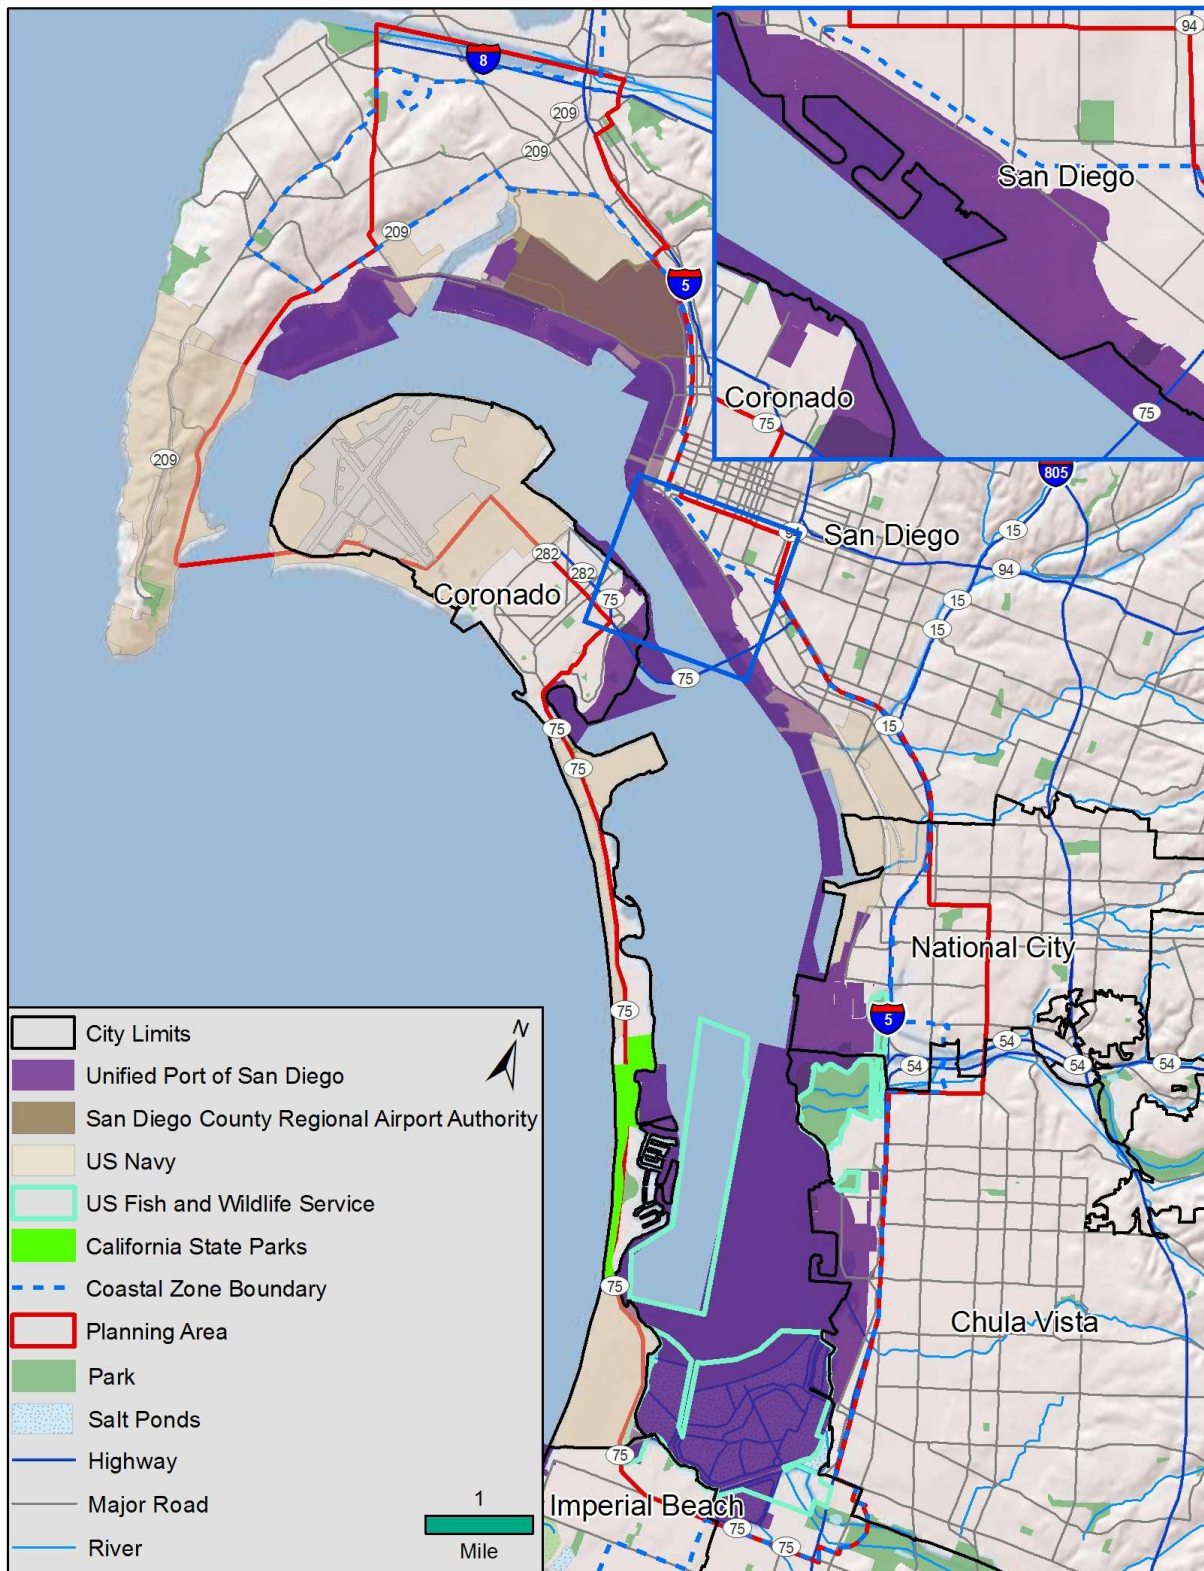 94
8
209
209
San Diego
209
5
Coronado
75
75
805
209
San Diego
94
15
282
94
Coronado
282
75
15
15
75
75
15
75
National City
75
5
54
54
54
54
City Limits
N
Unified Port of San Diego
San Diego County Regional Airport Authority
US Navy
US Fish and Wildlife Service
California State Parks
75
Coastal Zone Boundary
Planning Area
Chula Vista
Park
Salt Ponds
Highway
75
Major Road
1
Imperial Beach
River
Mile
75
75